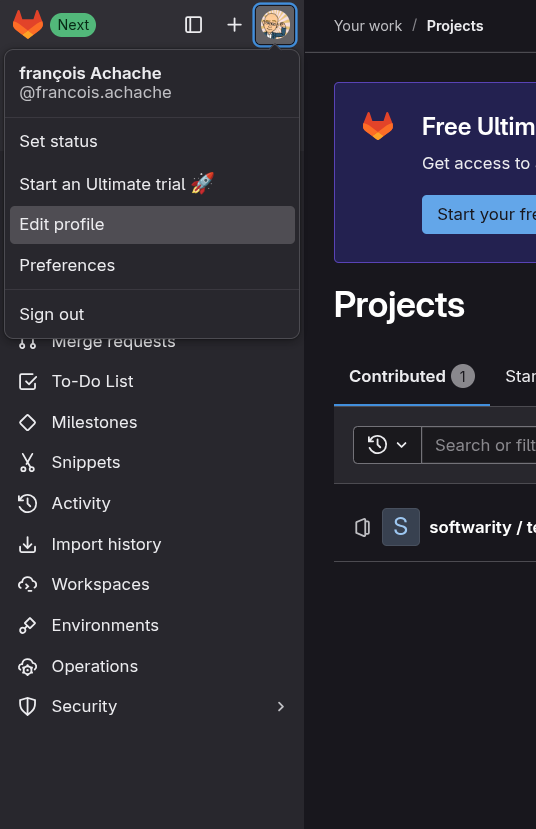 Next
Your work / Projects
françois Achache
@francois.achache
Set status
Start an Ultimate trial 🚀
Edit profile
Preferences
Sign out
Merge requests
To-Do List
Milestones
Snippets
Activity
Import history
Workspaces
Environments
Operations
Security
Free Ultim
Get access to
Start your fre
Projects
Contributed 1
Star
Search or filt
S
softwarity / te